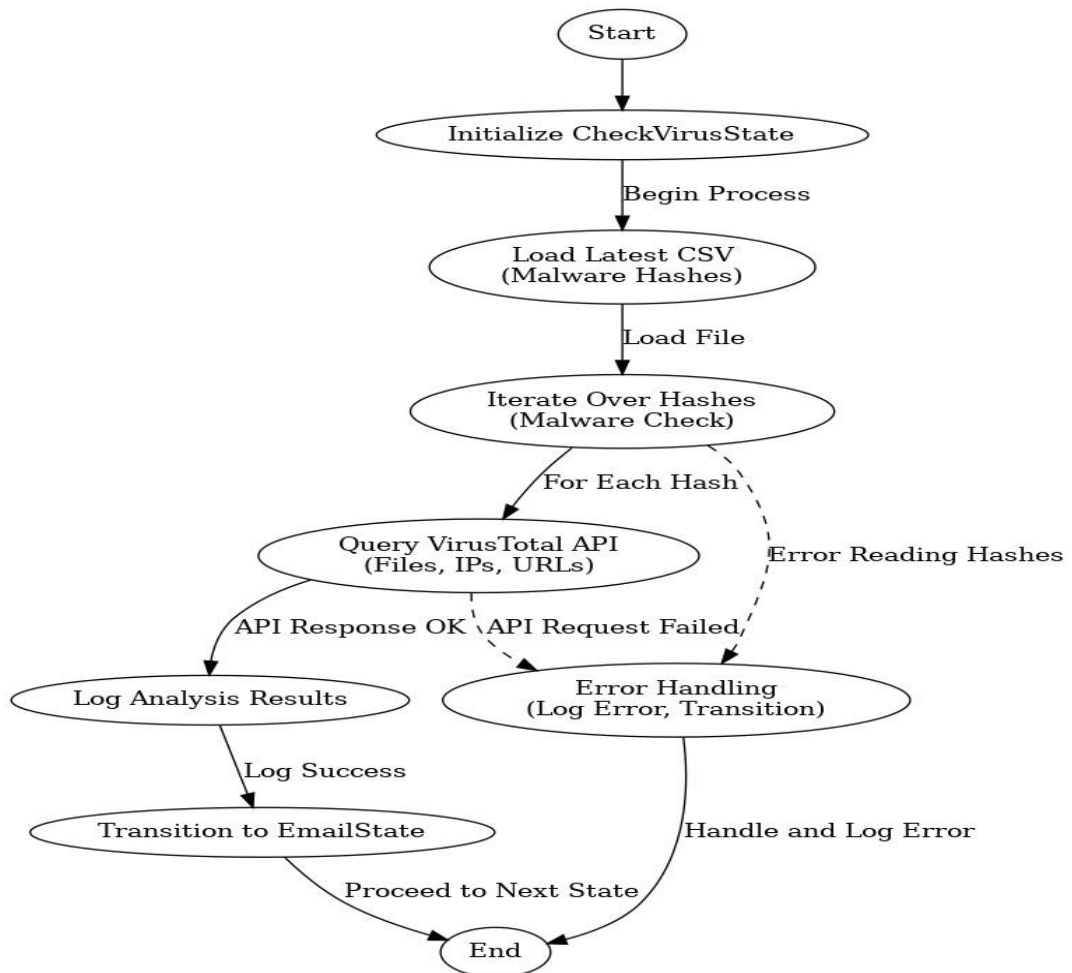 Start
Initialize CheckVirusState
Begin Process
Load Latest CSV
(Malware Hashes)
Load File
Iterate Over Hashes
(Malware Check)
For Each Hash
Query VirusTotal API
(Files, IPs, URLs)
Error Reading Hashes
API Response OK
API Request Failed
Log Analysis Results
Error Handling
(Log Error, Transition)
Log Success
Transition to EmailState
Handle and Log Error
Proceed to Next State
End